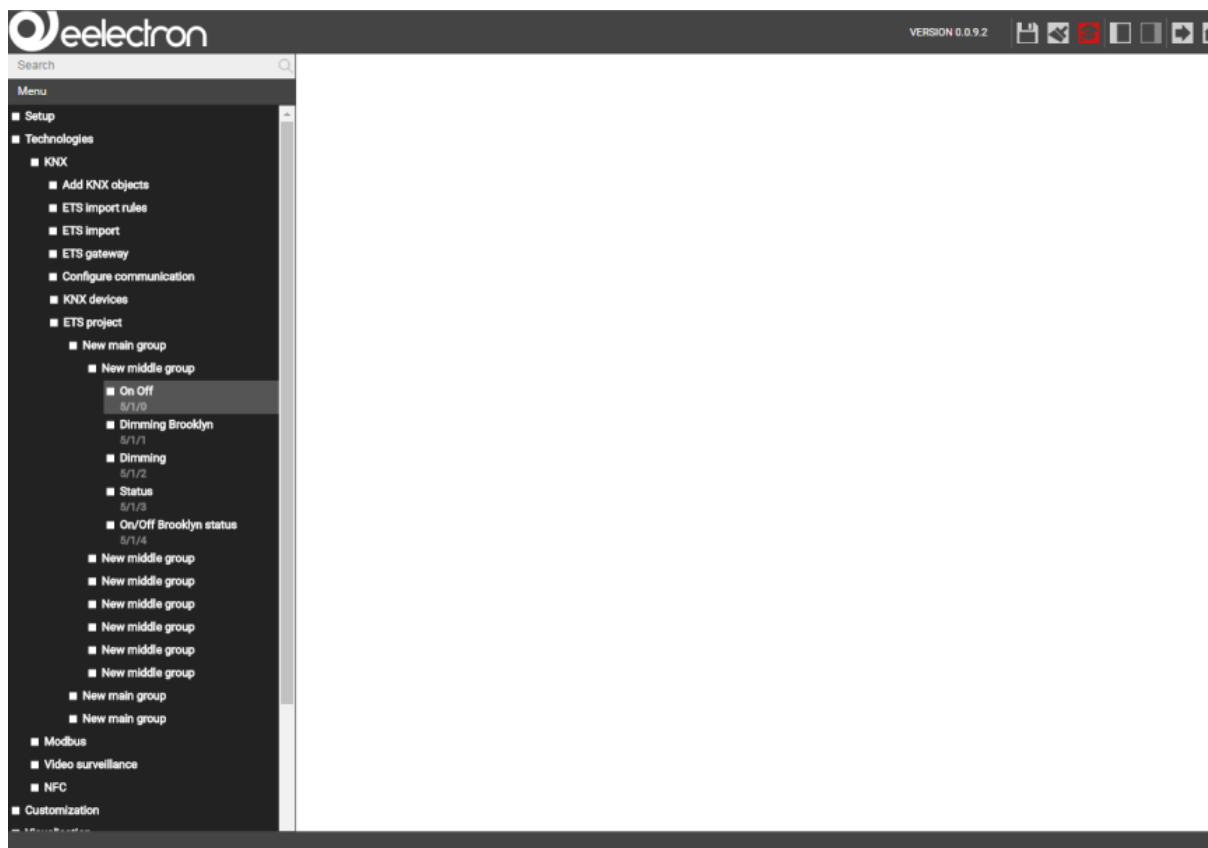 eelectron
VERSION 0.0.9.2
Search
Menu
Setup
Technologies
KNX
Add KNX objects
ETS import rules
ETS import
ETS gateway
Configure communication
KNX devices
ETS project
New main group
New middle group
On Off
5/1/0
Dimming Brooklyn
5/1/1
Dimming
5/1/2
Status
5/1/3
On/Off Brooklyn status
5/1/4
New middle group
New middle group
New middle group
New middle group
New middle group
New middle group
New main group
New main group
Modbus
Video surveillance
NFC
Customization